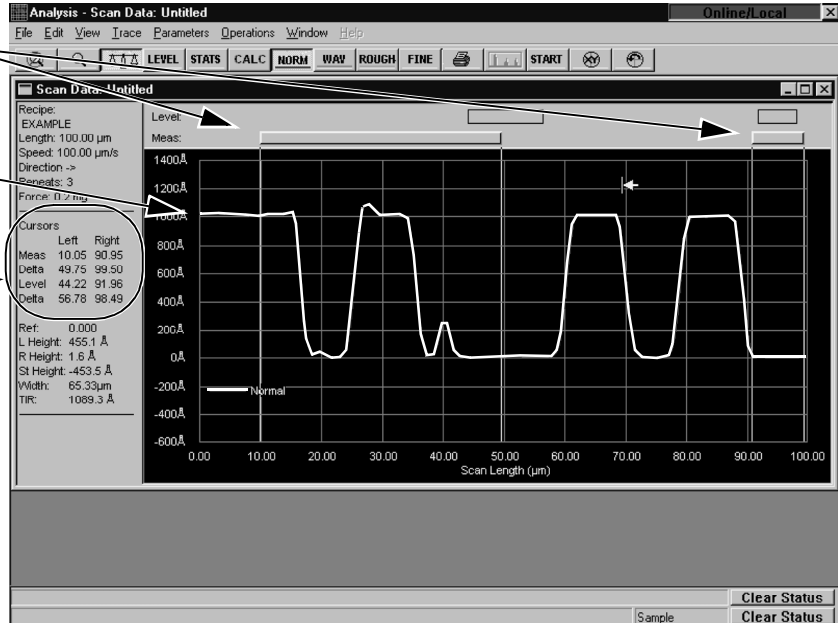 Analysis - Scan Data: Untitled
Online/Local
File Edit View Trace Parameters Operations Window Help
LEVEL STATS CALC NORM WAV ROUGH FINE START XY
Scan Data: Untitled
Recipe:
EXAMPLE
Length: 100.00 µm
Speed: 100.00 µm/s
Direction ->
Repeats: 3
Force: 0.2 mg
Cursors
Left Right
Meas 10.05 90.95
Delta 49.75 99.50
Level 44.22 91.96
Delta 56.78 98.49
Ref: 0.000
L Height: 455.1 Å
R Height: 1.6 Å
St Height: -453.5 Å
Width: 65.33µm
TIR: 1089.3 Å
Level:
Meas:
1400Å
1200Å
1000Å
800Å
600Å
400Å
200Å
0Å
-200Å
-400Å
-600Å
Normal
0.00 10.00 20.00 30.00 40.00 50.00 60.00 70.00 80.00 90.00 100.00
Scan Length (µm)
Clear Status
Sample Clear Status